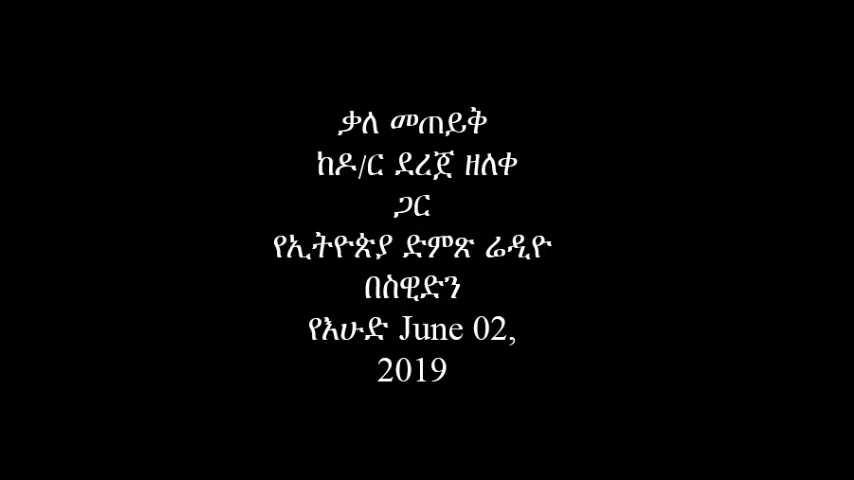 ቃለ መጠይቅ
ከዶ/ር ደረጀ ዘለቀ
ጋር
የኢትዮጵያ ድምጽ ሬዲዮ
በስዊድን
የእሁድ June 02,
2019